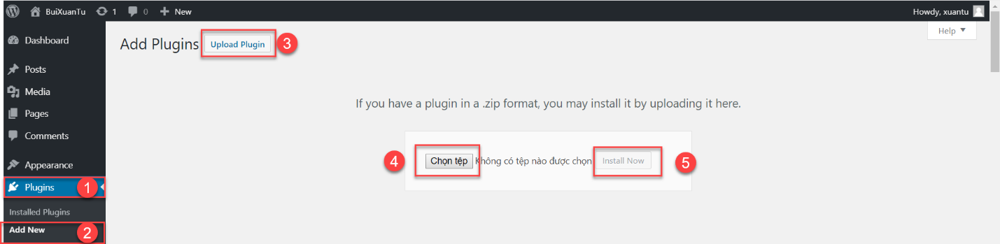 BuiXuanTu 1 0 + New Howdy, xuantu
Help ▼
Dashboard
Posts
Media
Pages
Comments
Appearance
Plugins 1
Installed Plugins
Add New 2
Add Plugins Upload Plugin 3
If you have a plugin in a .zip format, you may install it by uploading it here.
4 Chọn tệp Không có tệp nào được chọn Install Now 5